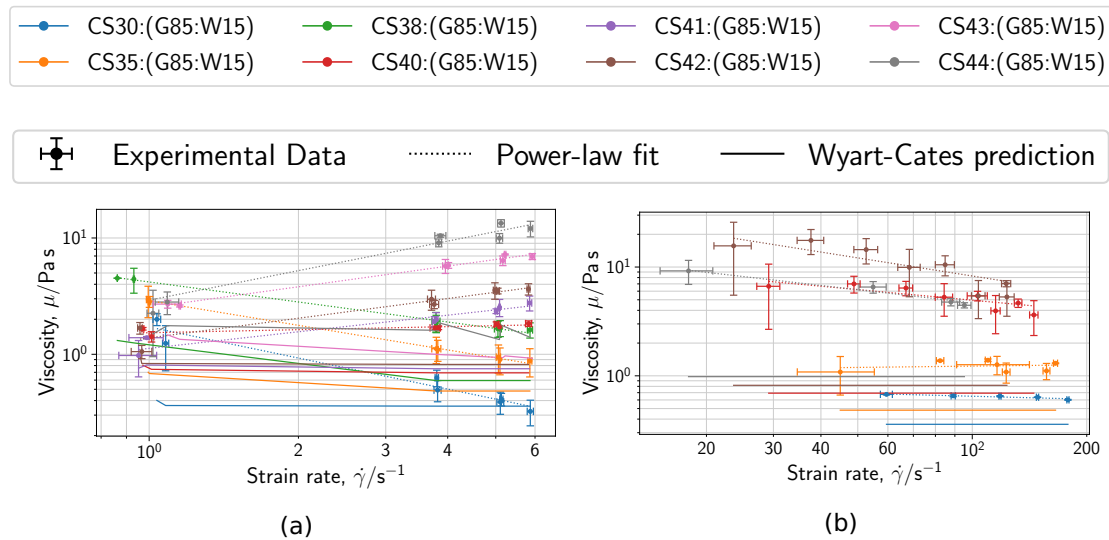 CS30:(G85:W15) CS38:(G85:W15) CS41:(G85:W15) CS43:(G85:W15)
CS35:(G85:W15) CS40:(G85:W15) CS42:(G85:W15) CS44:(G85:W15)
Experimental Data Power-law fit Wyart-Cates prediction
Viscosity, μ/Pa s
10¹
10⁰
10⁰ 2 3 4 5 6
Strain rate, γ̇/s⁻¹
(a)
Viscosity, μ/Pa s
10¹
10⁰
20 30 40 60 10² 200
Strain rate, γ̇/s⁻¹
(b)